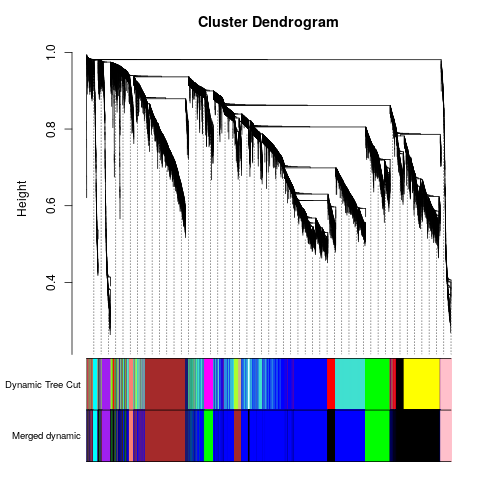 Cluster Dendrogram
Height
1.0
0.8
0.6
0.4
Dynamic Tree Cut
Merged dynamic